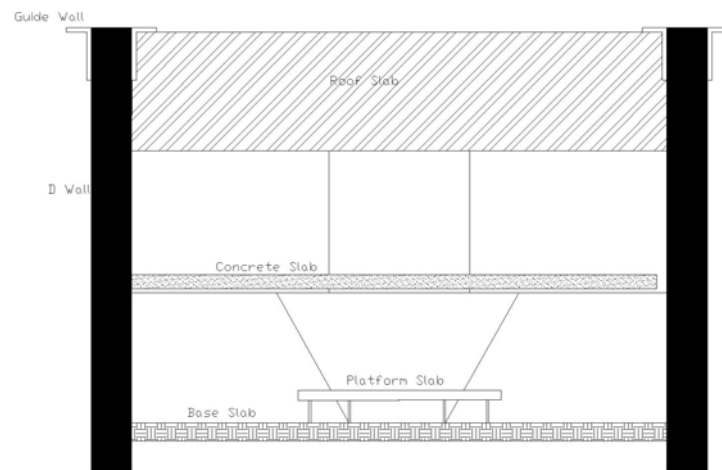 Guide Wall
Roof Slab
D Wall
Concrete Slab
Platform Slab
Base Slab